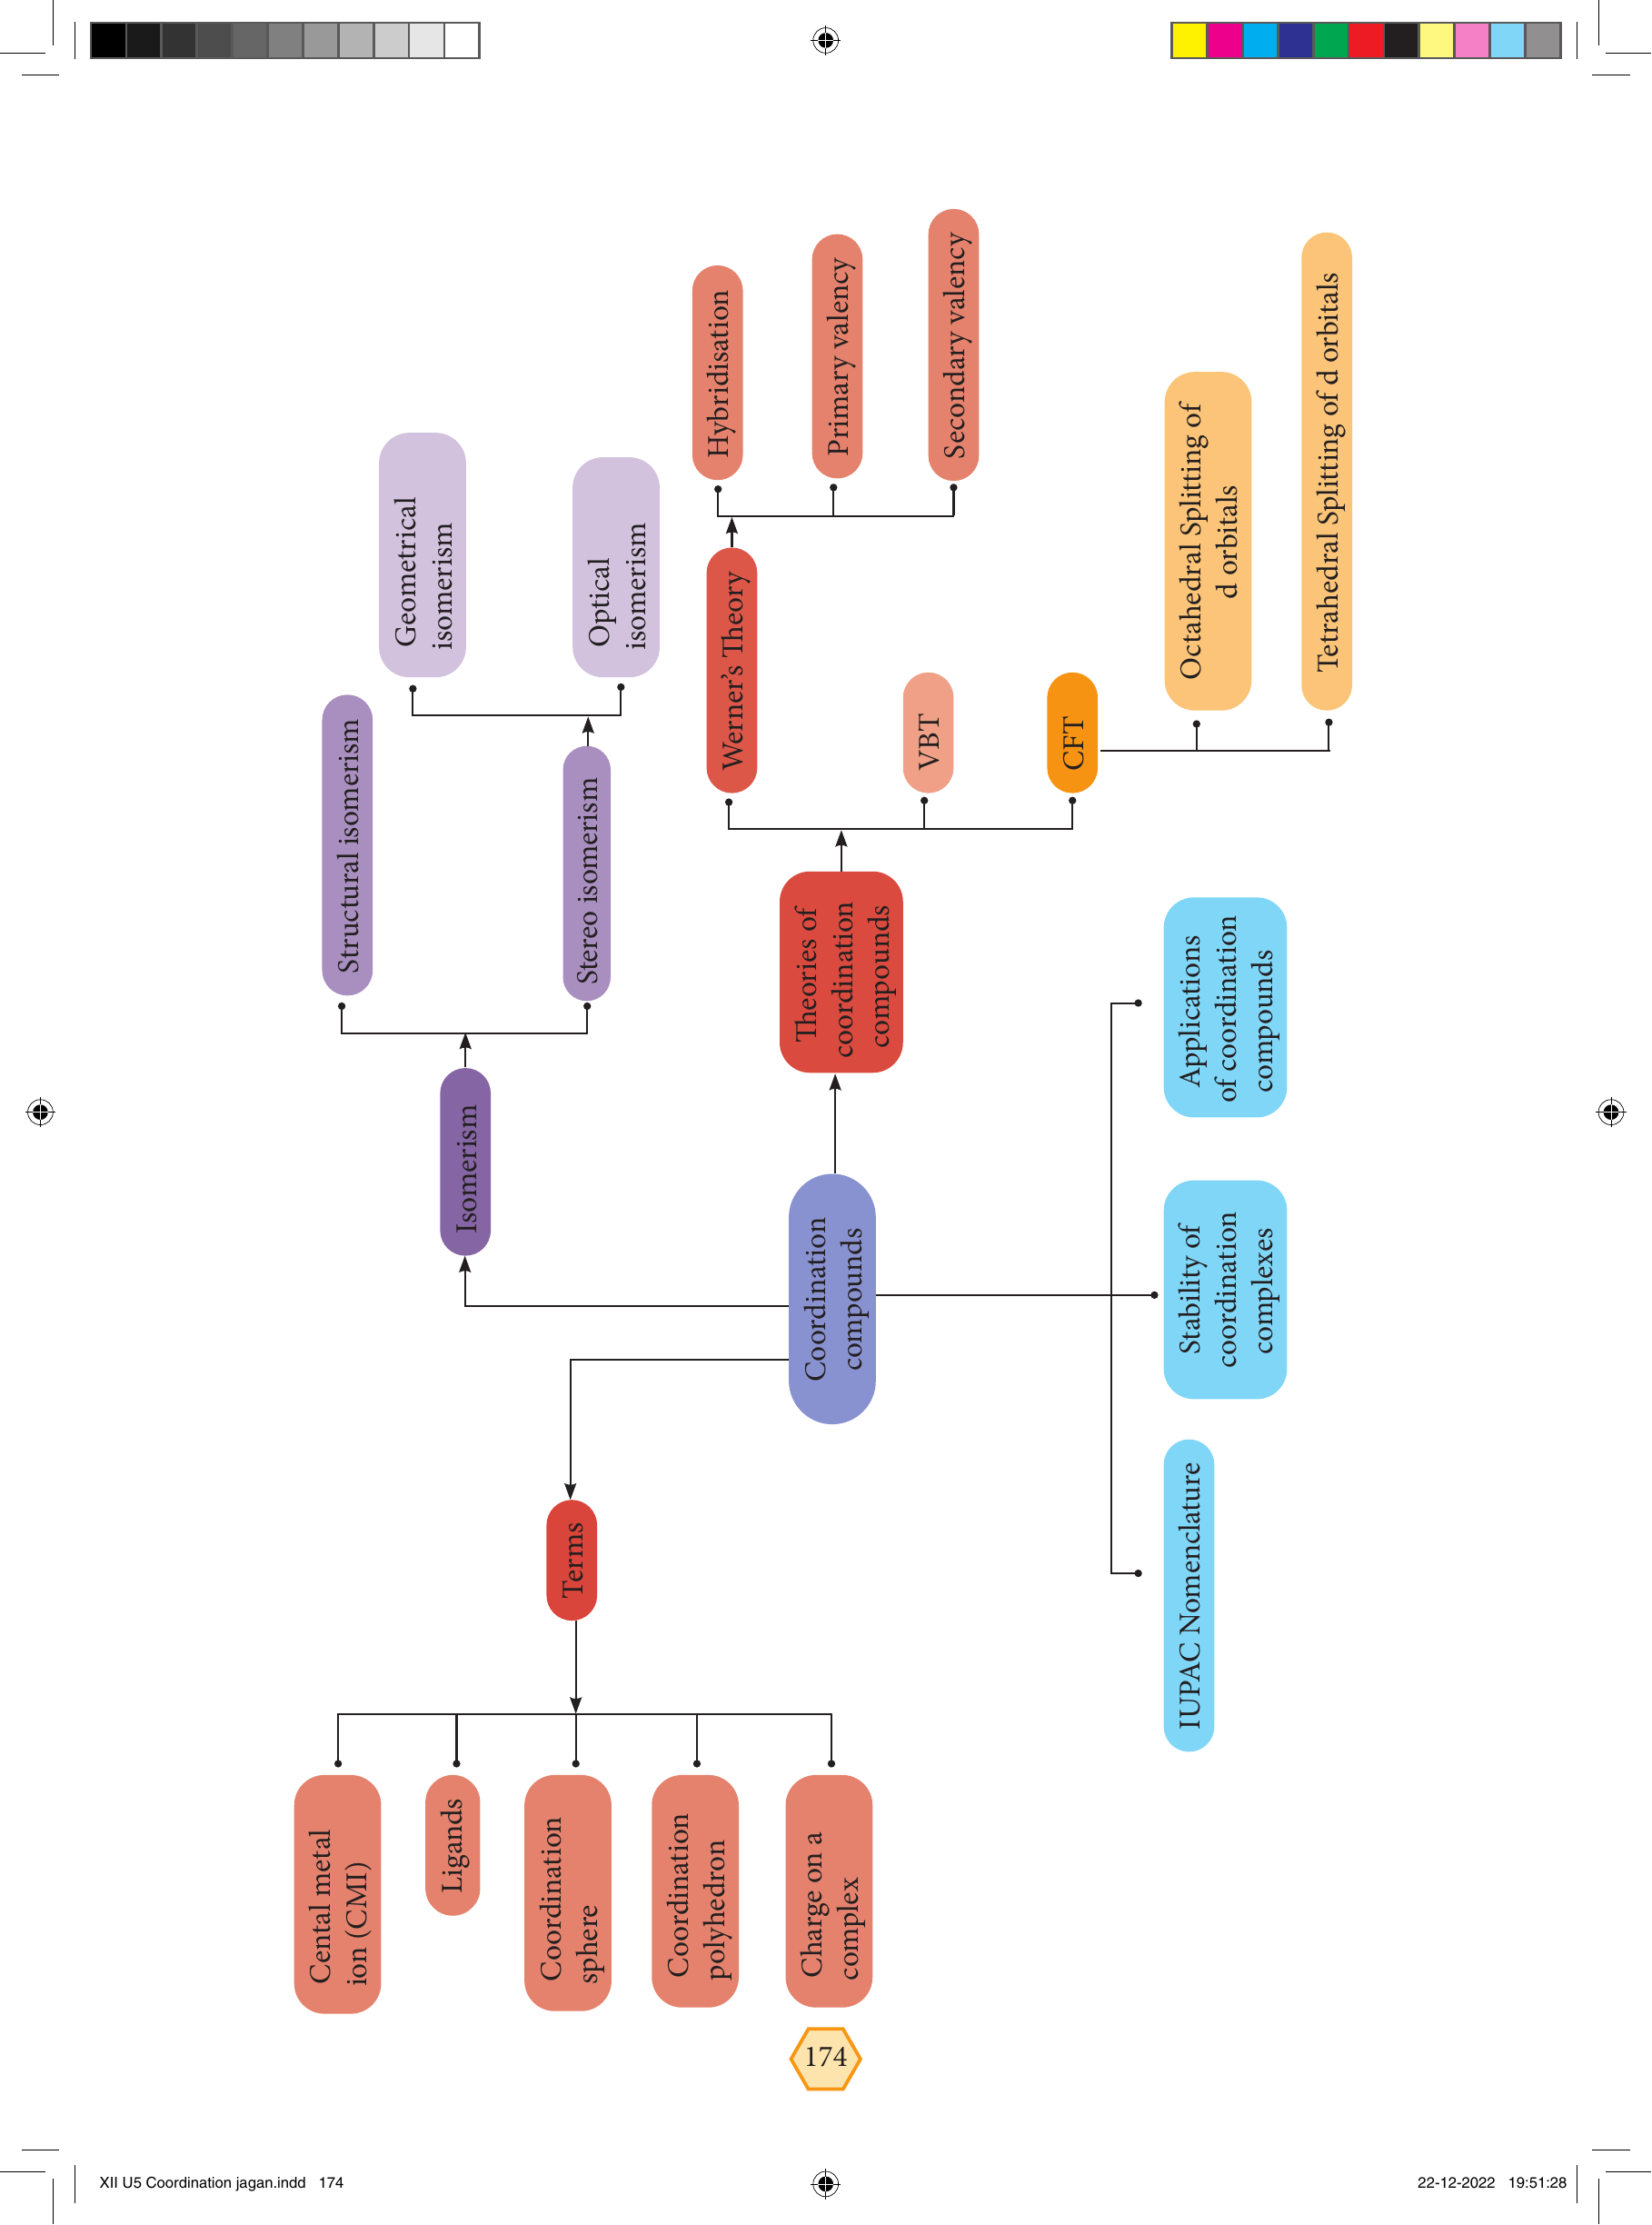 Cental metal
ion (CMI)
Ligands
Coordination
sphere
Coordination
polyhedron
Charge on a
complex
Terms
Coordination
compounds
Isomerism
Structural isomerism
Stereo isomerism
Geometrical
isomerism
Optical
isomerism
Theories of
coordination
compounds
Werner’s Theory
Hybridisation
Primary valency
Secondary valency
VBT
CFT
Octahedral Splitting of
d orbitals
Tetrahedral Splitting of d orbitals
IUPAC Nomenclature
Stability of
coordination
complexes
Applications
of coordination
compounds
174
XII U5 Coordination jagan.indd 174
22-12-2022 19:51:28